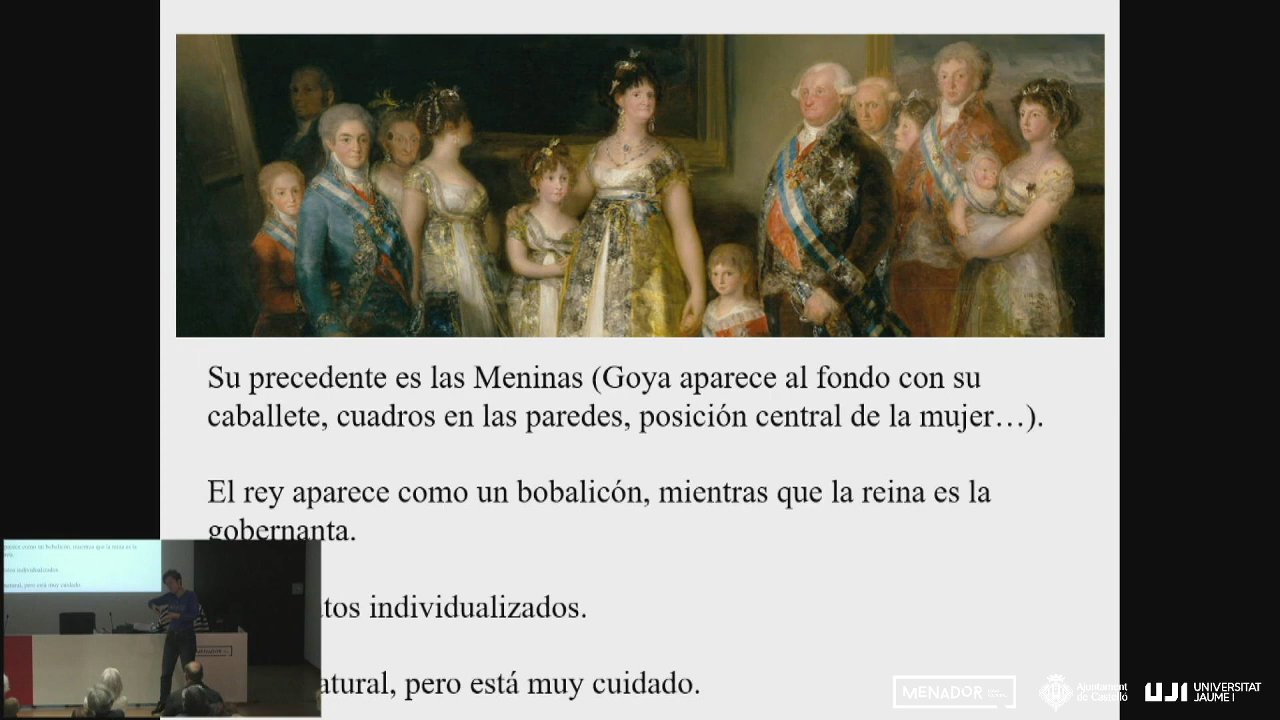 Su precedente es las Meninas (Goya aparece al fondo con su
caballete, cuadros en las paredes, posición central de la mujer…).
El rey aparece como un bobalicón, mientras que la reina es la
gobernanta.
tos individualizados.
atural, pero está muy cuidado.
MENADOR
Ajuntament
de Castelló
UJI UNIVERSITAT
JAUME I